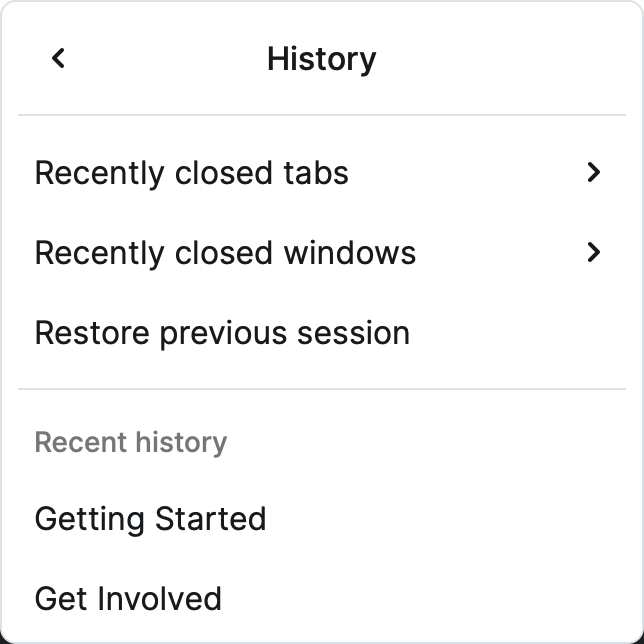 History
Recently closed tabs
Recently closed windows
Restore previous session
Recent history
Getting Started
Get Involved